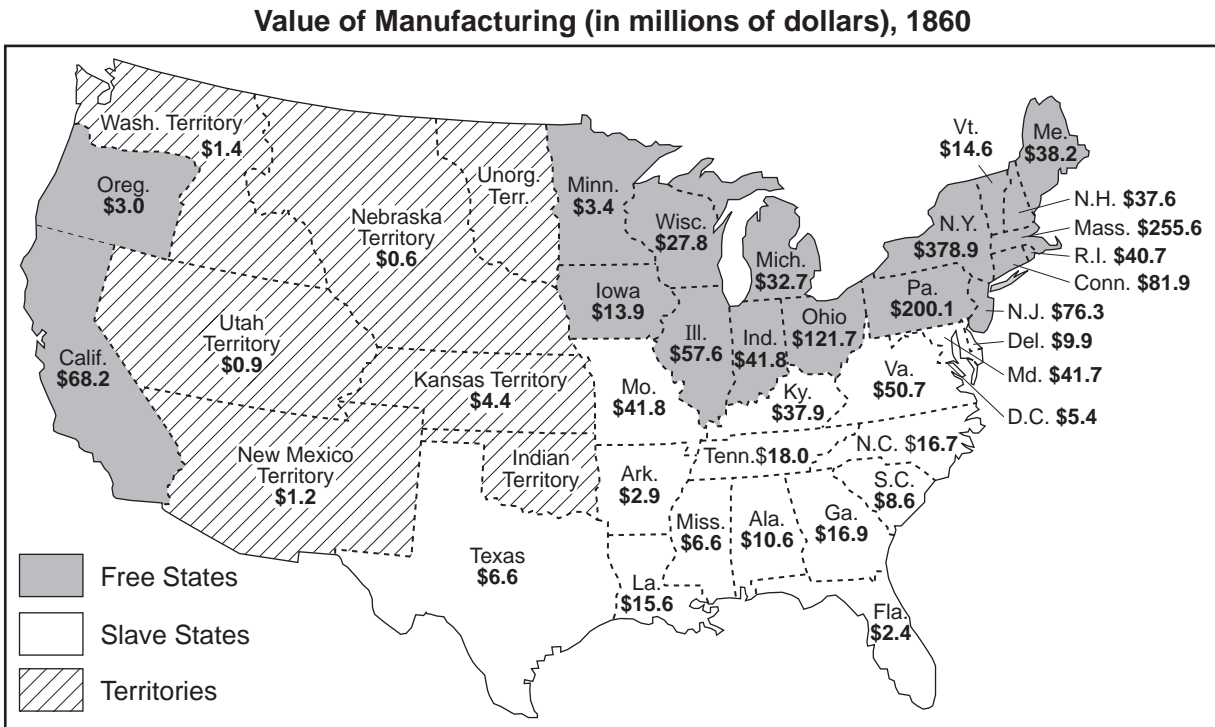 Value of Manufacturing (in millions of dollars), 1860
Wash. Territory
$1.4
Oreg.
$3.0
Nebraska
Territory
$0.6
Unorg.
Terr.
Minn.
$3.4
Wisc.
$27.8
Mich.
$32.7
Vt.
$14.6
Me.
$38.2
N.H. $37.6
Mass. $255.6
R.I. $40.7
Conn. $81.9
N.Y.
$378.9
Pa.
$200.1
N.J. $76.3
Del. $9.9
Md. $41.7
D.C. $5.4
Calif.
$68.2
Utah
Territory
$0.9
Iowa
$13.9
Ill.
$57.6
Ind.
$41.8
Ohio
$121.7
Kansas Territory
$4.4
Mo.
$41.8
Ky.
$37.9
Va.
$50.7
New Mexico
Territory
$1.2
Indian
Territory
Ark.
$2.9
Tenn.$18.0
N.C. $16.7
S.C.
$8.6
Texas
$6.6
La.
$15.6
Miss.
$6.6
Ala.
$10.6
Ga.
$16.9
Fla.
$2.4
Free States
Slave States
Territories